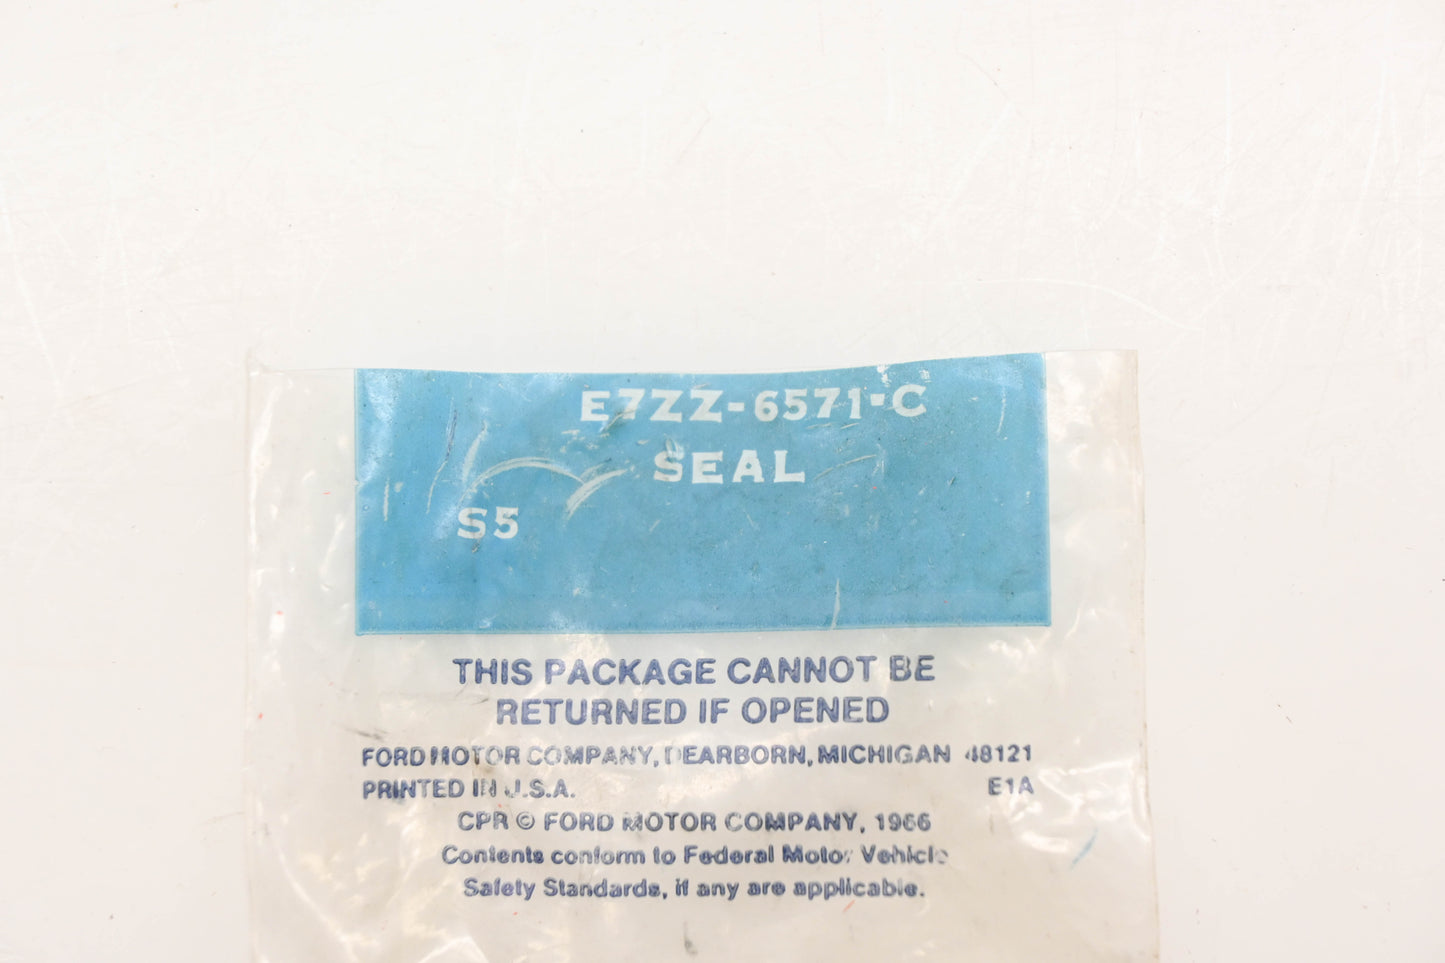 E7ZZ-6571-C
SEAL
S5
THIS PACKAGE CANNOT BE
RETURNED IF OPENED
FORD MOTOR COMPANY, DEARBORN, MICHIGAN 48121
PRINTED IN U.S.A. E1A
CPR © FORD MOTOR COMPANY, 1966
Contents conform to Federal Motor Vehicle
Safety Standards, if any are applicable.